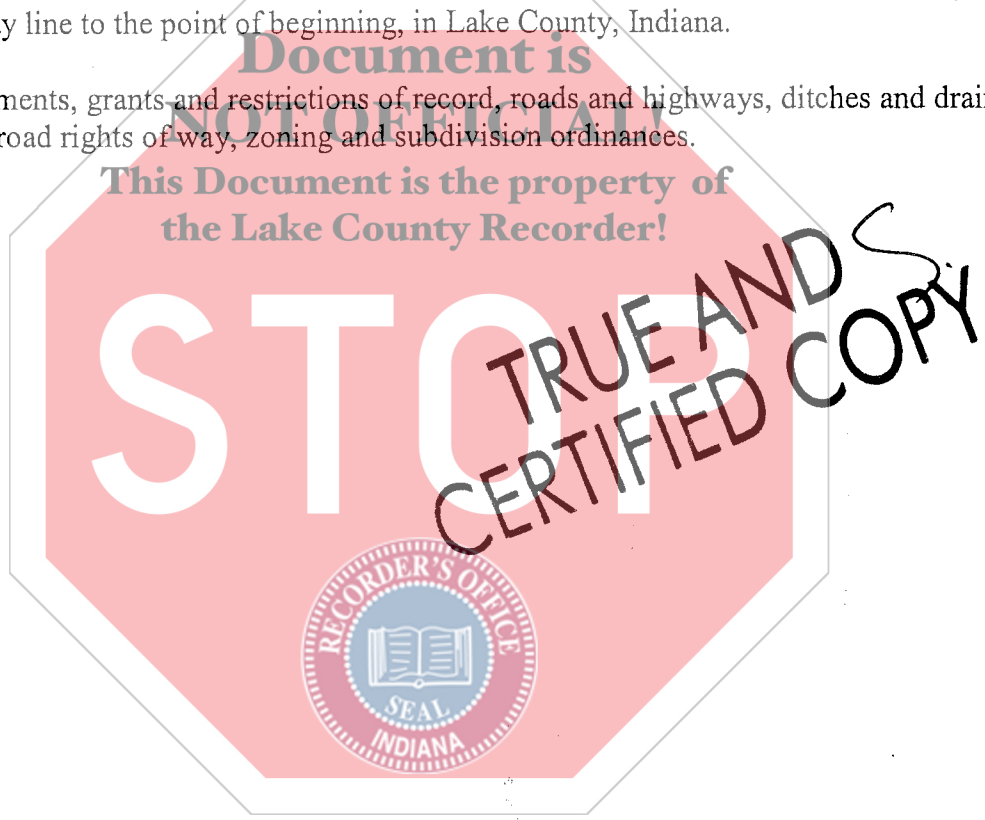 y line to the point of beginning, in Lake County, Indiana.
Document is
ments, grants and restrictions of record, roads and highways, ditches and drain
NOT OFFICIAL!
road rights of way, zoning and subdivision ordinances.
This Document is the property of
the Lake County Recorder!
TRUE AND
CERTIFIED COPY
STOP
RECORDER'S OFFICE
SEAL
INDIANA